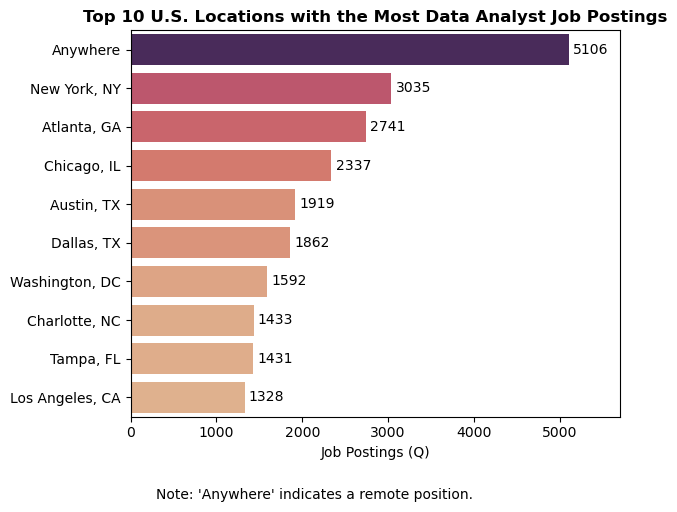 Top 10 U.S. Locations with the Most Data Analyst Job Postings
Anywhere 5106
New York, NY 3035
Atlanta, GA 2741
Chicago, IL 2337
Austin, TX 1919
Dallas, TX 1862
Washington, DC 1592
Charlotte, NC 1433
Tampa, FL 1431
Los Angeles, CA 1328
0 1000 2000 3000 4000 5000
Job Postings (Q)
Note: 'Anywhere' indicates a remote position.